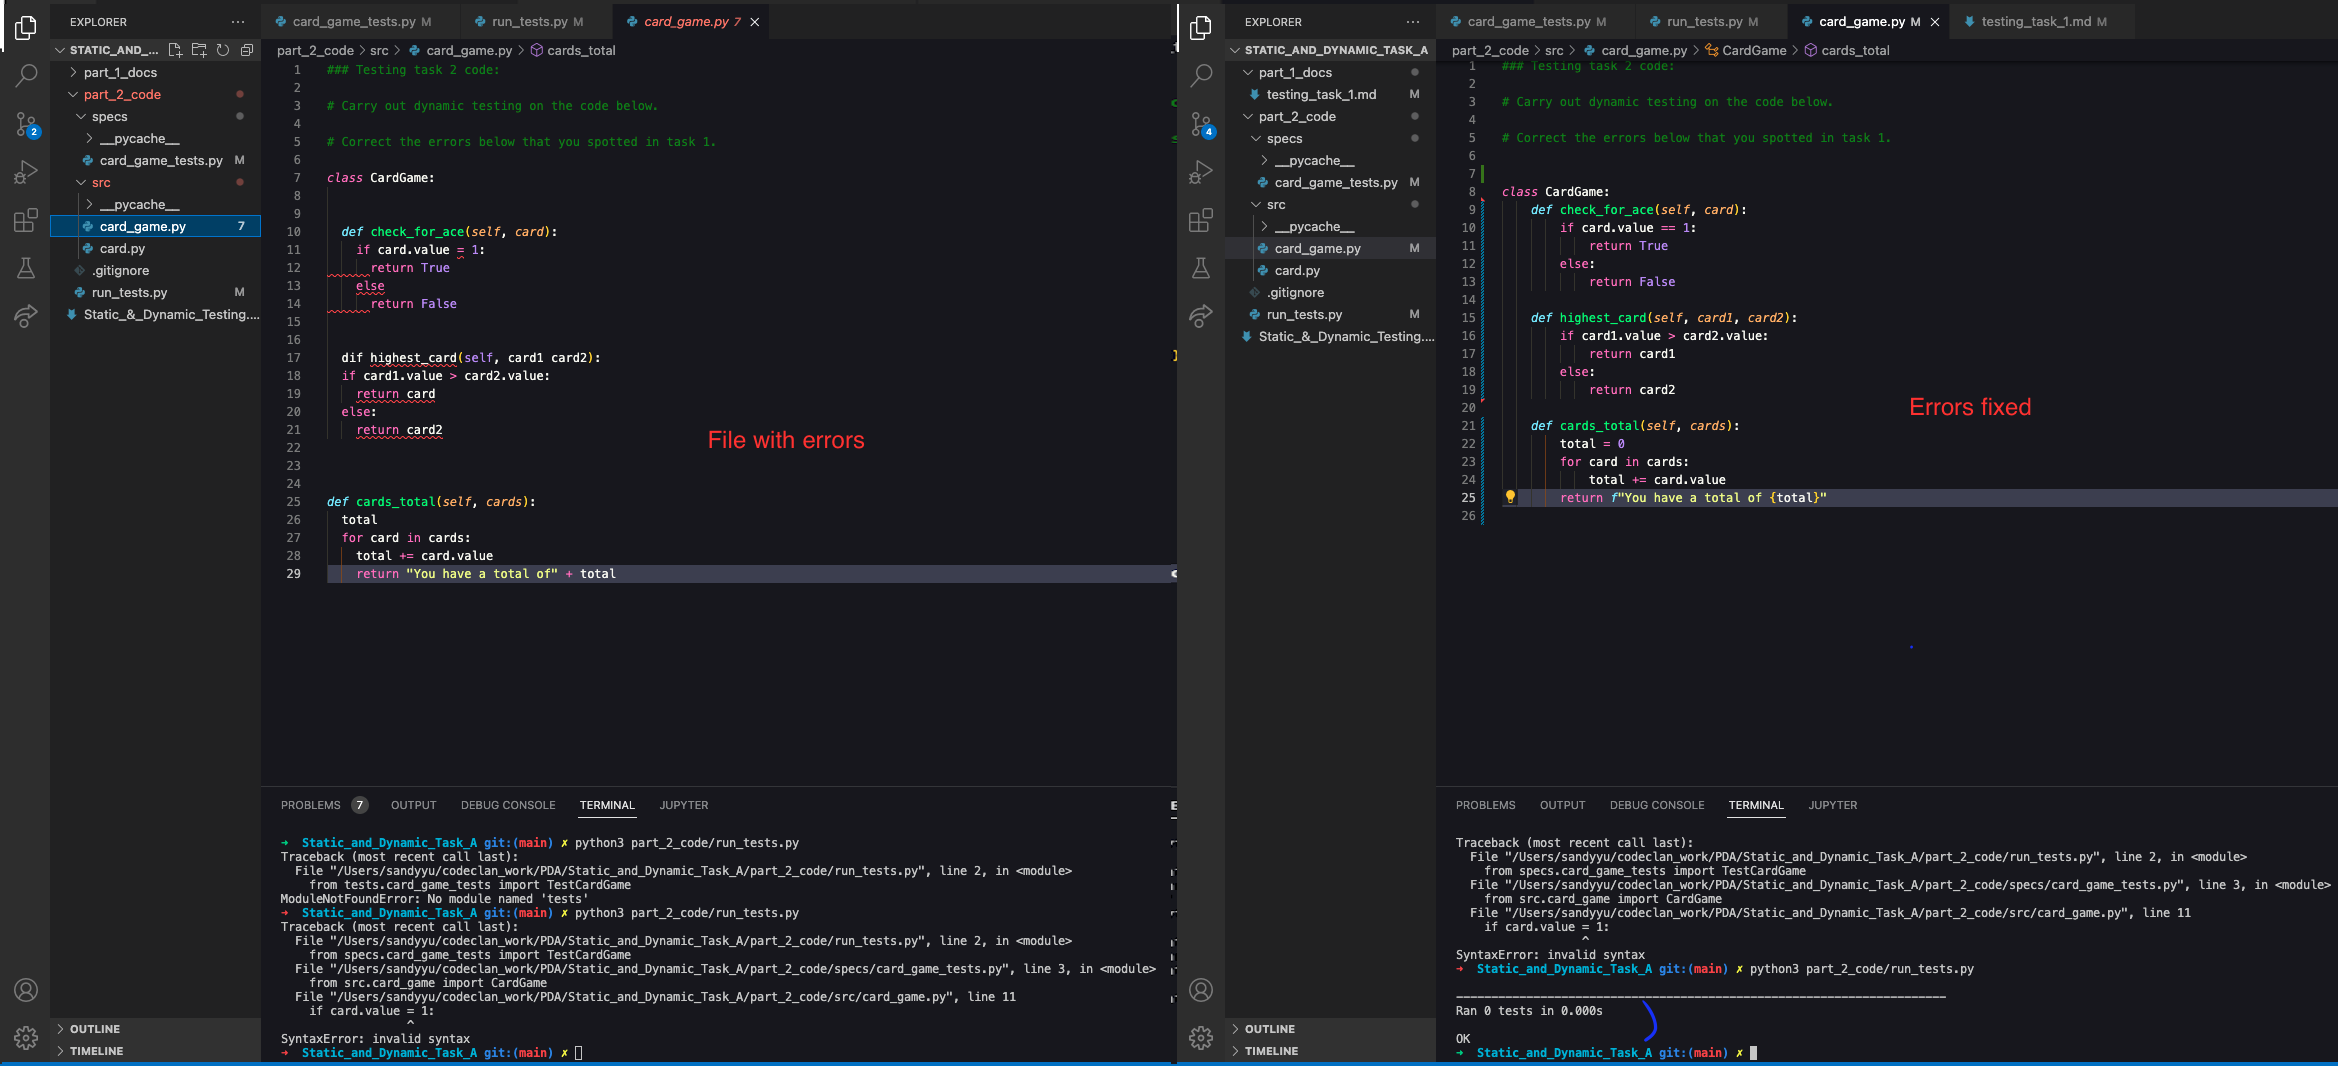 EXPLORER
STATIC_AND_...
part_1_docs
part_2_code
specs
__pycache__
card_game_tests.py M
src
__pycache__
card_game.py 7
card.py
.gitignore
run_tests.py M
Static_&_Dynamic_Testing....
OUTLINE
TIMELINE
2
card_game_tests.py M
run_tests.py M
card_game.py 7
part_2_code > src > card_game.py > cards_total
1 ### Testing task 2 code:
2
3 # Carry out dynamic testing on the code below.
4
5 # Correct the errors below that you spotted in task 1.
6
7 class CardGame:
8
9
10 def check_for_ace(self, card):
11 if card.value = 1:
12 return True
13 else
14 return False
15
16
17 dif highest_card(self, card1 card2):
18 if card1.value > card2.value:
19 return card
20 else:
21 return card2
22
23
24
25 def cards_total(self, cards):
26 total
27 for card in cards:
28 total += card.value
29 return "You have a total of" + total
File with errors
PROBLEMS 7 OUTPUT DEBUG CONSOLE TERMINAL JUPYTER
→ Static_and_Dynamic_Task_A git:(main) ✗ python3 part_2_code/run_tests.py
Traceback (most recent call last):
File "/Users/sandyyu/codeclan_work/PDA/Static_and_Dynamic_Task_A/part_2_code/run_tests.py", line 2, in <module>
from tests.card_game_tests import TestCardGame
ModuleNotFoundError: No module named 'tests'
→ Static_and_Dynamic_Task_A git:(main) ✗ python3 part_2_code/run_tests.py
Traceback (most recent call last):
File "/Users/sandyyu/codeclan_work/PDA/Static_and_Dynamic_Task_A/part_2_code/run_tests.py", line 2, in <module>
from specs.card_game_tests import TestCardGame
File "/Users/sandyyu/codeclan_work/PDA/Static_and_Dynamic_Task_A/part_2_code/specs/card_game_tests.py", line 3, in <module>
from src.card_game import CardGame
File "/Users/sandyyu/codeclan_work/PDA/Static_and_Dynamic_Task_A/part_2_code/src/card_game.py", line 11
if card.value = 1:
^
SyntaxError: invalid syntax
→ Static_and_Dynamic_Task_A git:(main) ✗
EXPLORER
STATIC_AND_DYNAMIC_TASK_A
part_1_docs
testing_task_1.md M
part_2_code
specs
__pycache__
card_game_tests.py M
src
__pycache__
card_game.py M
card.py
.gitignore
run_tests.py M
Static_&_Dynamic_Testing....
OUTLINE
TIMELINE
4
card_game_tests.py M
run_tests.py M
card_game.py M
testing_task_1.md M
part_2_code > src > card_game.py > CardGame > cards_total
1 ### Testing task 2 code:
2
3 # Carry out dynamic testing on the code below.
4
5 # Correct the errors below that you spotted in task 1.
6
7
8 class CardGame:
9 def check_for_ace(self, card):
10 if card.value == 1:
11 return True
12 else:
13 return False
14
15 def highest_card(self, card1, card2):
16 if card1.value > card2.value:
17 return card1
18 else:
19 return card2
20
21 def cards_total(self, cards):
22 total = 0
23 for card in cards:
24 total += card.value
25 return f"You have a total of {total}"
26
Errors fixed
PROBLEMS OUTPUT DEBUG CONSOLE TERMINAL JUPYTER
Traceback (most recent call last):
File "/Users/sandyyu/codeclan_work/PDA/Static_and_Dynamic_Task_A/part_2_code/run_tests.py", line 2, in <module>
from specs.card_game_tests import TestCardGame
File "/Users/sandyyu/codeclan_work/PDA/Static_and_Dynamic_Task_A/part_2_code/specs/card_game_tests.py", line 3, in <module>
from src.card_game import CardGame
File "/Users/sandyyu/codeclan_work/PDA/Static_and_Dynamic_Task_A/part_2_code/src/card_game.py", line 11
if card.value = 1:
^
SyntaxError: invalid syntax
→ Static_and_Dynamic_Task_A git:(main) ✗ python3 part_2_code/run_tests.py
----------------------------------------------------------------------
Ran 0 tests in 0.000s
OK
→ Static_and_Dynamic_Task_A git:(main) ✗